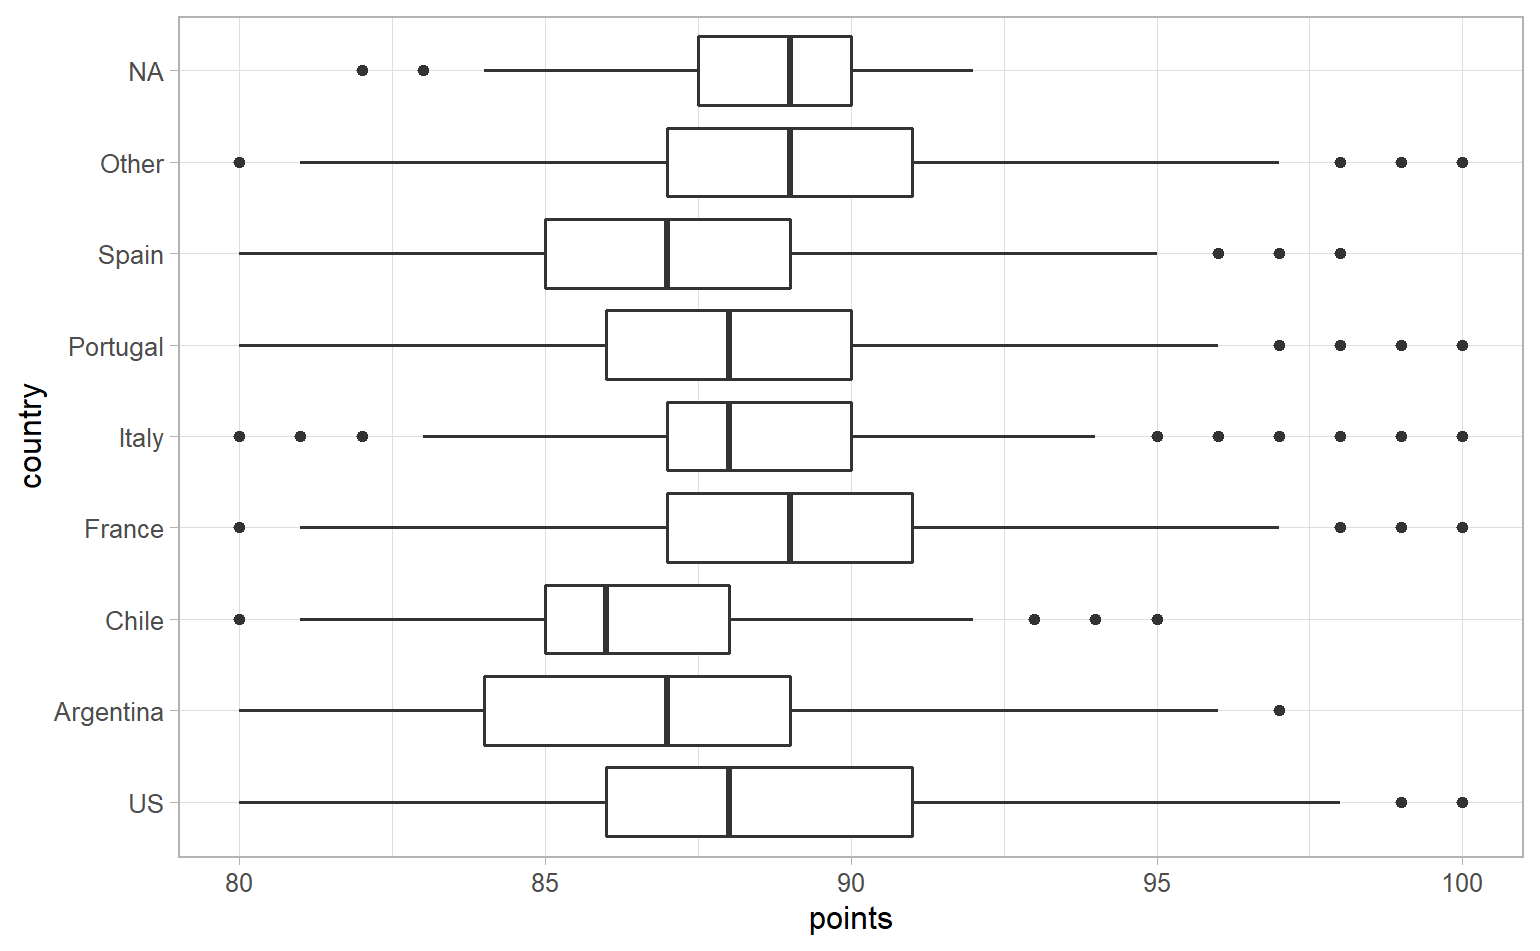 NA
Other
Spain
Portugal
Italy
France
Chile
Argentina
US
country
80 85 90 95 100
points